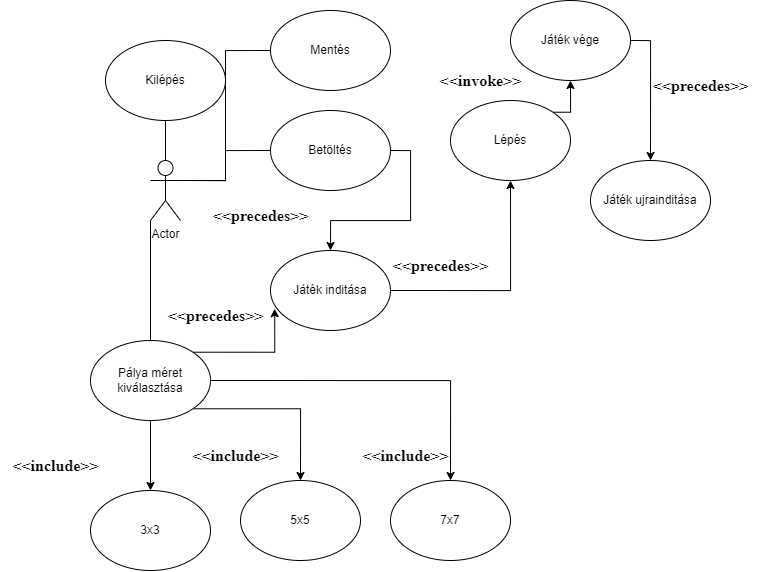 Játék vége
Mentés
Kilépés
<<invoke>>
<<precedes>>
Lépés
Betöltés
Játék ujrainditása
<<precedes>>
Actor
<<precedes>>
Játék inditása
<<precedes>>
Pálya méret
kiválasztása
<<include>>
<<include>>
<<include>>
3x3
5x5
7x7